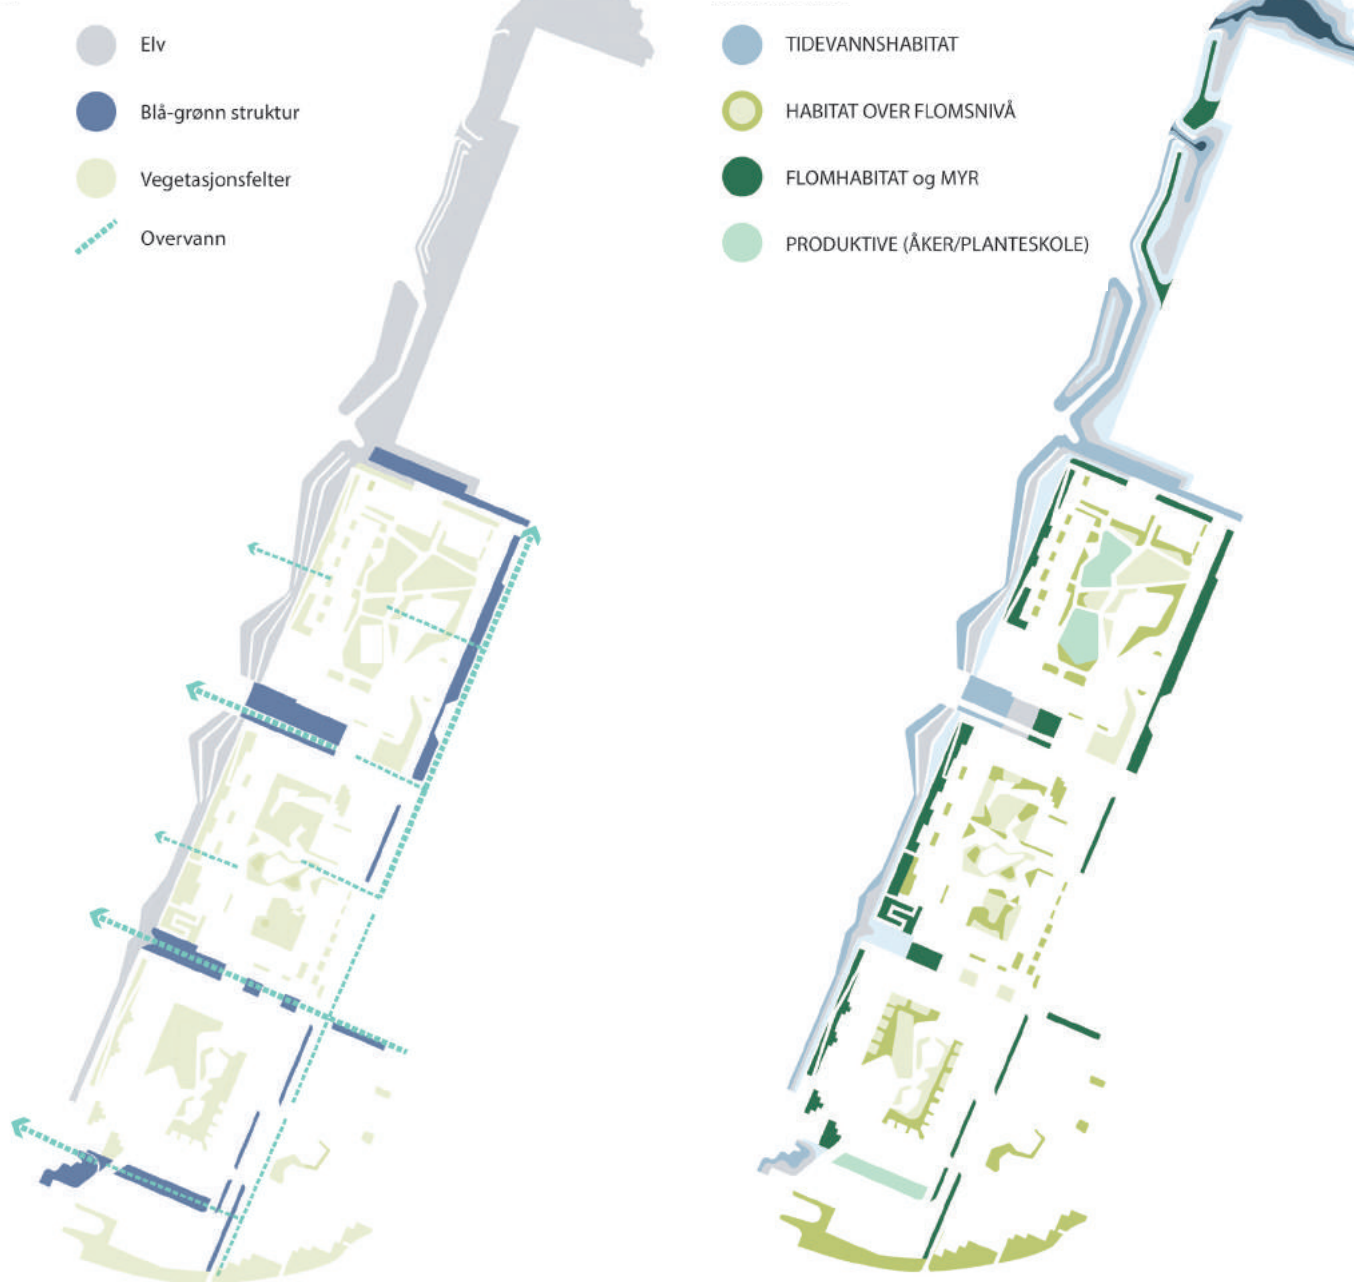 Elv
Blå-grønn struktur
Vegetasjonsfelter
Overvann
TIDEVANNSHABITAT
HABITAT OVER FLOMSNIVÅ
FLOMHABITAT og MYR
PRODUKTIVE (ÅKER/PLANTESKOLE)